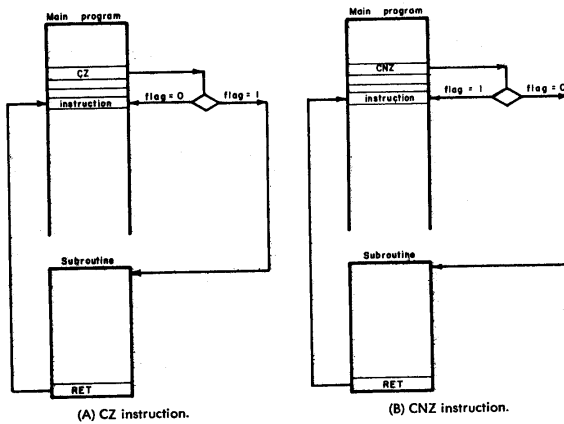 Main program
CZ
flag = 0
flag = 1
instruction
Subroutine
RET
(A) CZ instruction.
Main program
CNZ
flag = 1
flag = 0
instruction
Subroutine
RET
(B) CNZ instruction.